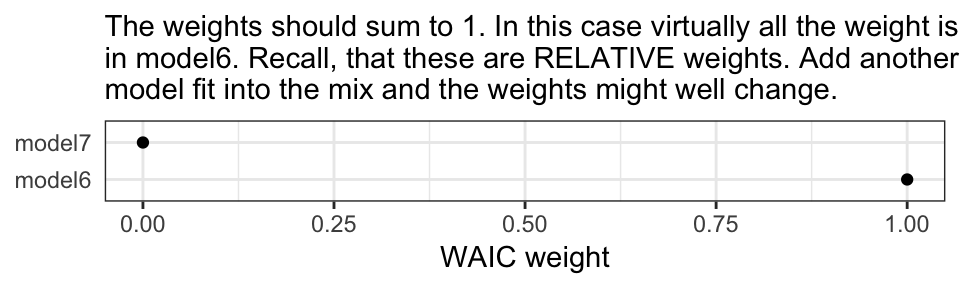 The weights should sum to 1. In this case virtually all the weight is
in model6. Recall, that these are RELATIVE weights. Add another
model fit into the mix and the weights might well change.
model7
model6
0.00 0.25 0.50 0.75 1.00
WAIC weight